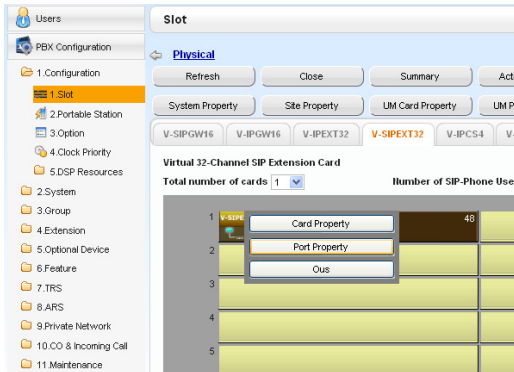 Users
PBX Configuration
1.Configuration
1.Slot
2.Portable Station
3.Option
4.Clock Priority
5.DSP Resources
2.System
3.Group
4.Extension
5.Optional Device
6.Feature
7.TRS
8.ARS
9.Private Network
10.CO & Incoming Call
11.Maintenance
Slot
Physical
Refresh Close Summary Act
System Property Site Property UM Card Property UM P
V-SIPGW16 V-IPGW16 V-IPEXT32 V-SIPEXT32 V-IPCS4 V-
Virtual 32-Channel SIP Extension Card
Total number of cards 1 Number of SIP-Phone Use
1 V-SIPE 48
Card Property
Port Property
Ous
2
3
4
5